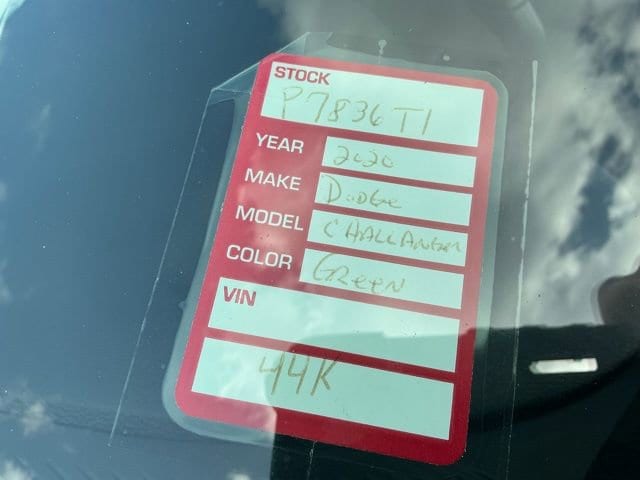 STOCK
P7836T1
YEAR 2020
MAKE Dodge
MODEL CHALLANGER
COLOR GREEN
VIN
44K